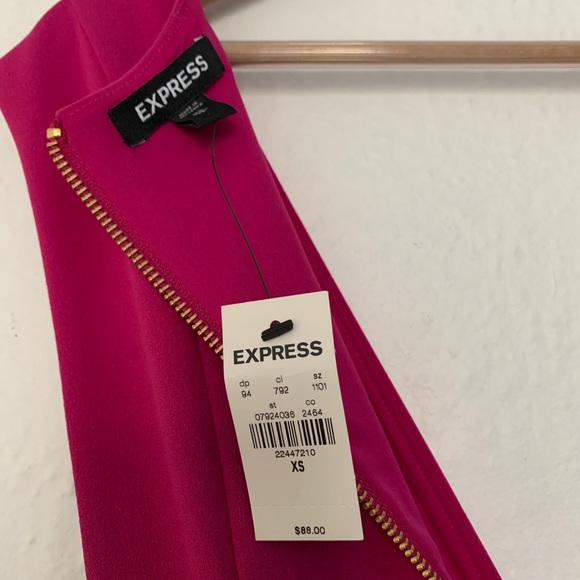 EXPRESS
EXPRESS
dp cl sz
94 792 1101
st co
07924036 2464
22447210
XS
$88.00